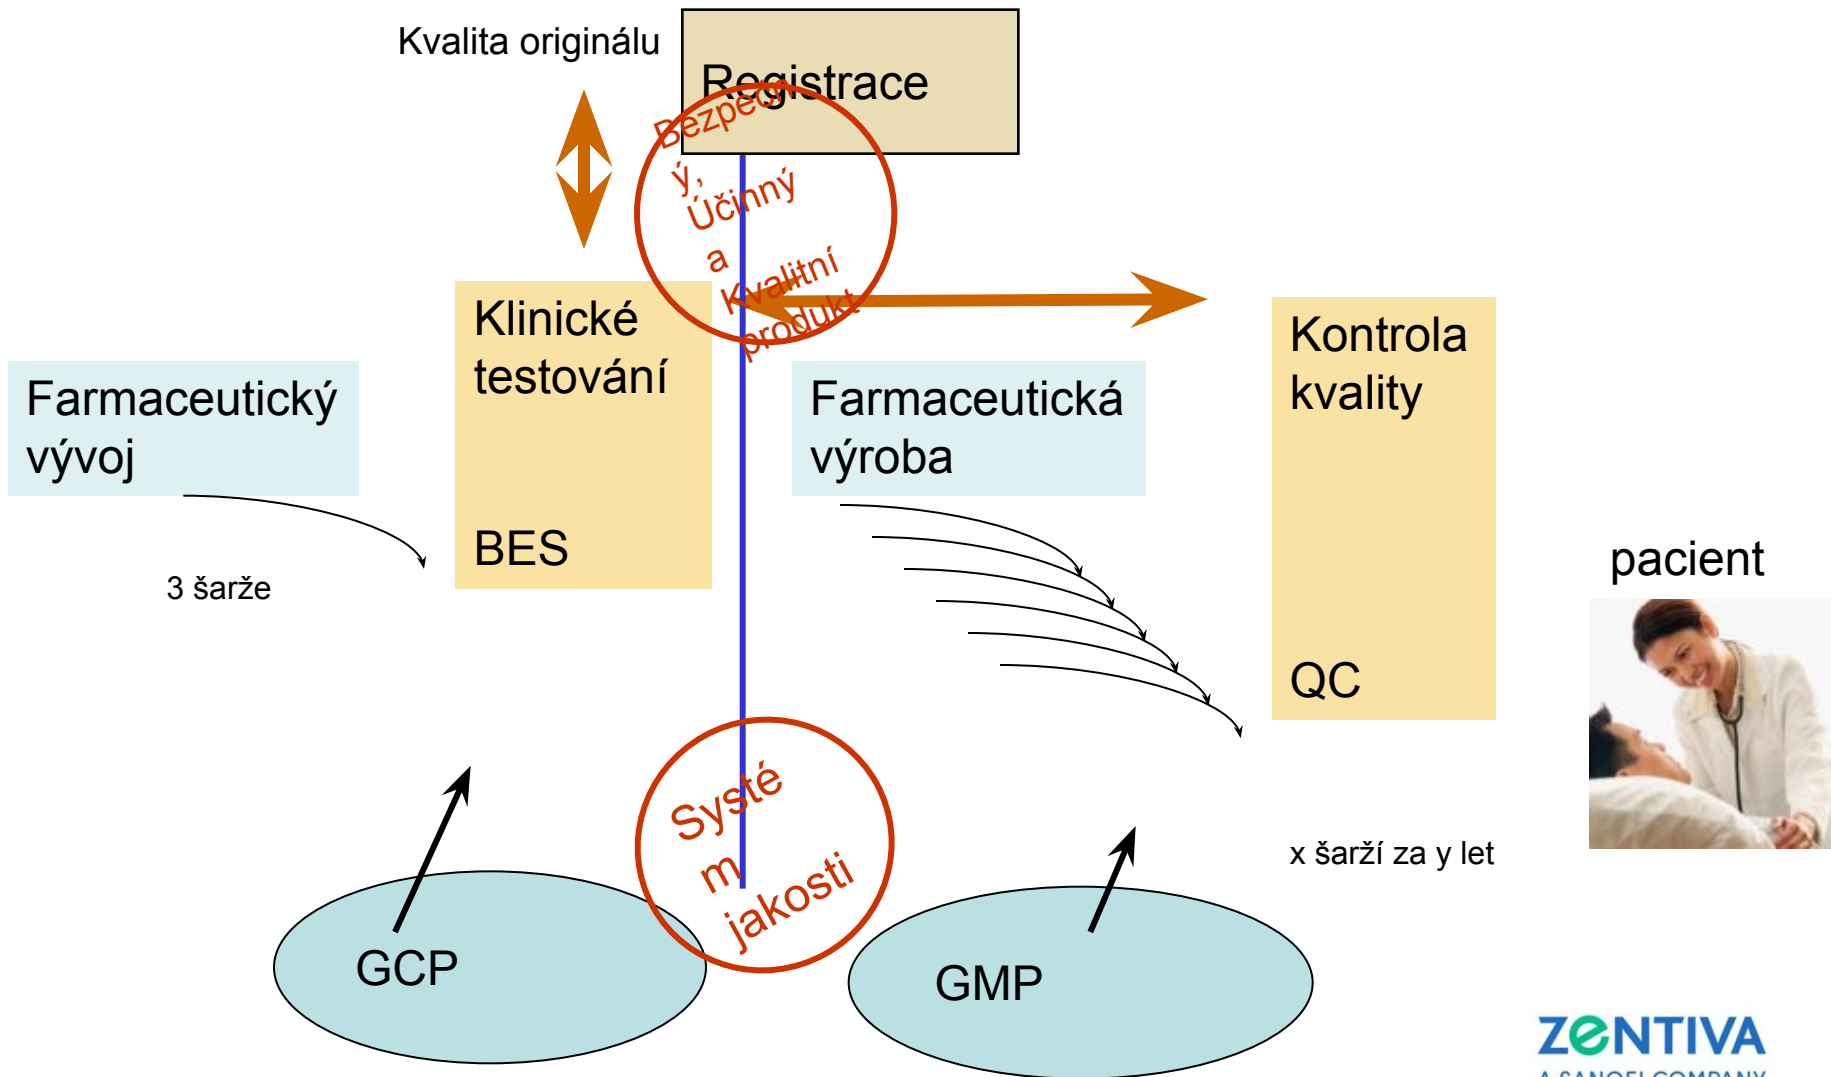 Kvalita originálu
Registrace
Bezpečn
ý,
Účinný
a
Kvalitní
produkt
Klinické
testování
BES
Kontrola
kvality
QC
Farmaceutický
vývoj
Farmaceutická
výroba
3 šarže
pacient
Systé
m
jakosti
x šarží za y let
GCP
GMP
ZENTIVA
A SANOFI COMPANY